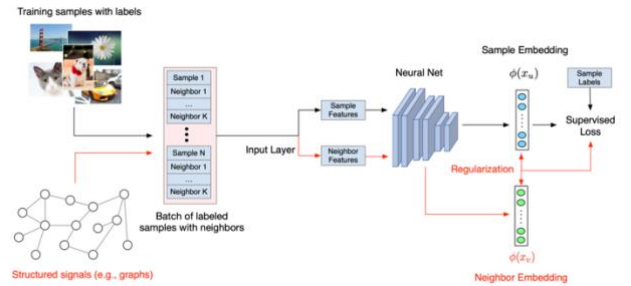 Training samples with labels
Sample 1
Neighbor 1
...
Neighbor K
Sample N
Neighbor 1
...
Neighbor K
Batch of labeled
samples with neighbors
Structured signals (e.g., graphs)
Input Layer
Sample
Features
Neighbor
Features
Neural Net
Sample Embedding
ϕ(xᵤ)
Sample
Labels
Supervised
Loss
Regularization
ϕ(xᵥ)
Neighbor Embedding